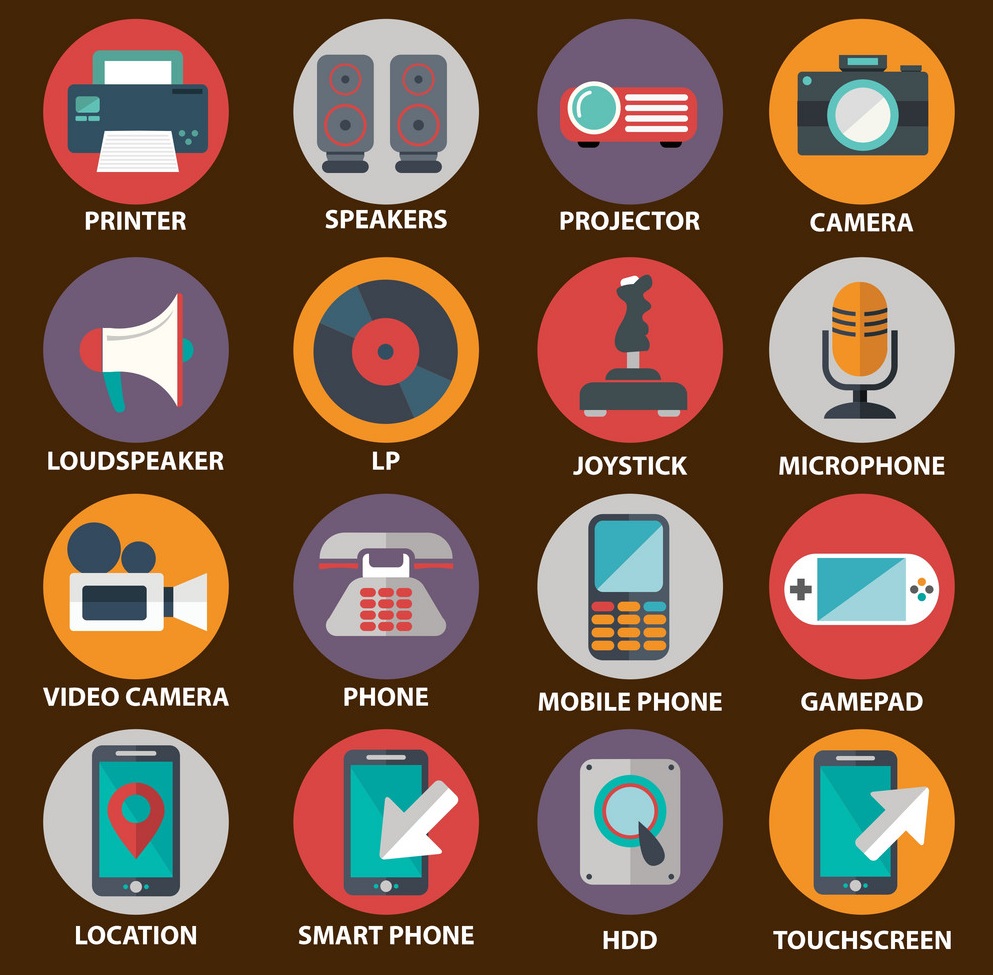 PRINTER
SPEAKERS
PROJECTOR
CAMERA
LOUDSPEAKER
LP
JOYSTICK
MICROPHONE
VIDEO CAMERA
PHONE
MOBILE PHONE
GAMEPAD
LOCATION
SMART PHONE
HDD
TOUCHSCREEN